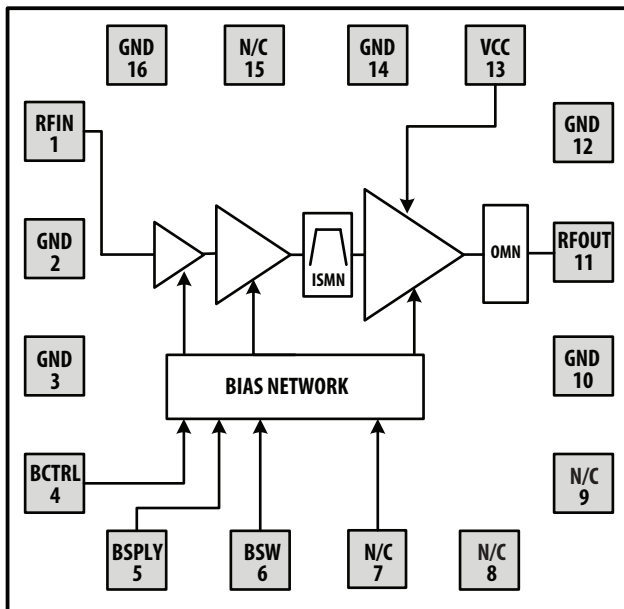 GND
16
N/C
15
GND
14
VCC
13
RFIN
1
GND
12
GND
2
ISMN
OMN
RFOUT
11
GND
3
BIAS NETWORK
GND
10
BCTRL
4
N/C
9
BSPLY
5
BSW
6
N/C
7
N/C
8